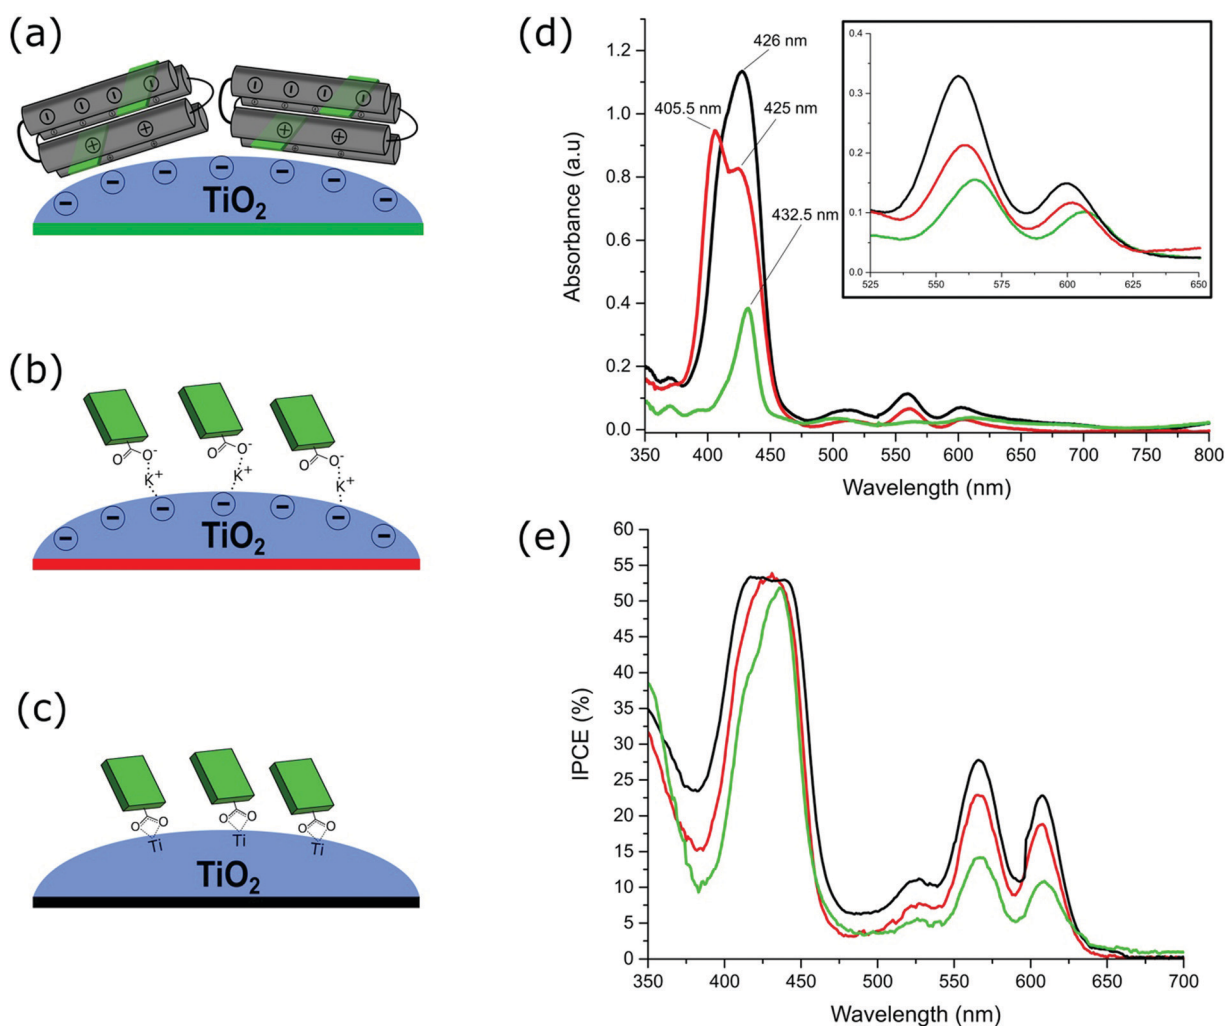 (a)
− − − −
+ +
− − − −
+ +
− − − − − − −
TiO₂
(b)
O O⁻
O O⁻
O O⁻
K⁺ K⁺ K⁺
− − − − − −
TiO₂
(c)
O O O O O O
Ti Ti Ti
TiO₂
(d)
Absorbance (a.u)
1.2
1.0
0.8
0.6
0.4
0.2
0.0
350 400 450 500 550 600 650 700 750 800
Wavelength (nm)
426 nm
405.5 nm
425 nm
432.5 nm
0.4
0.3
0.2
0.1
0.0
525 550 575 600 625 650
(e)
IPCE (%)
60
55
50
45
40
35
30
25
20
15
10
5
0
350 400 450 500 550 600 650 700
Wavelength (nm)